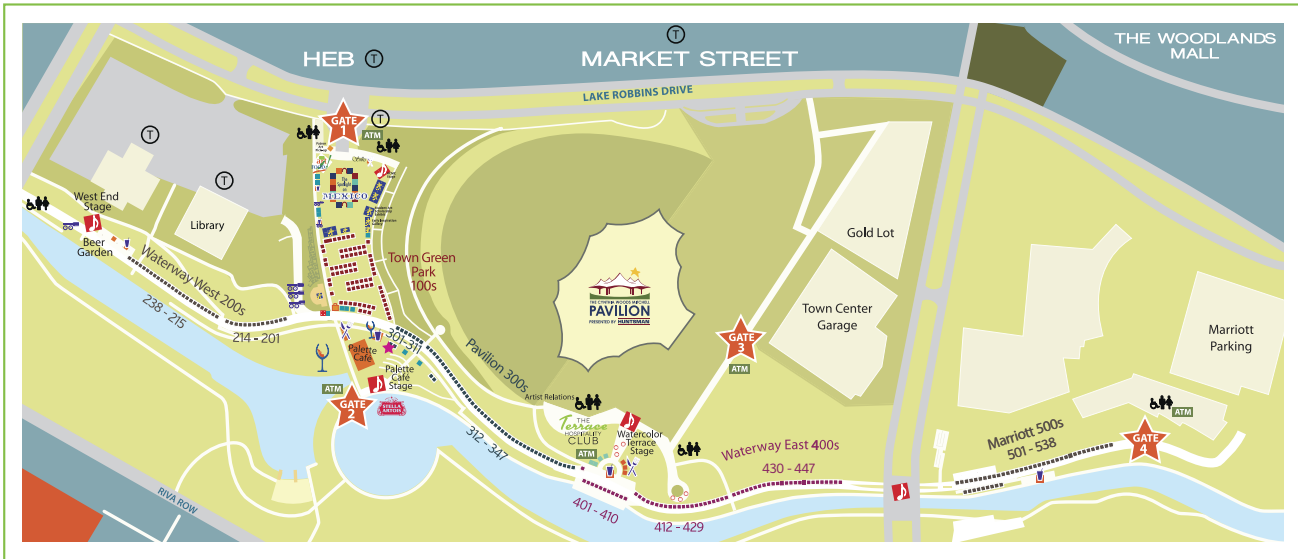 HEB T
T
MARKET STREET
THE WOODLANDS
MALL
LAKE ROBBINS DRIVE
GATE
1
T
ATM
T
T
West End
Stage
Library
Beer
Garden
Waterway West 200s
238 - 215
214 - 201
MEXICO
Town Green
Park
100s
301-311
Palette
Café
Palette
Café
Stage
ATM
GATE
2
STELLA
ARTOIS
Pavilion 300s
312 - 347
THE CYNTHIA WOODS MITCHELL
PAVILION
PRESENTED BY HUNTSMAN
GATE
3
ATM
Gold Lot
Town Center
Garage
Marriott
Parking
Artist Relations
THE
Terrace
HOSPITALITY
CLUB
ATM
Watercolor
Terrace
Stage
Waterway East 400s
430 - 447
401 - 410
412 - 429
Marriott 500s
501 - 538
ATM
GATE
4
RIVA ROW